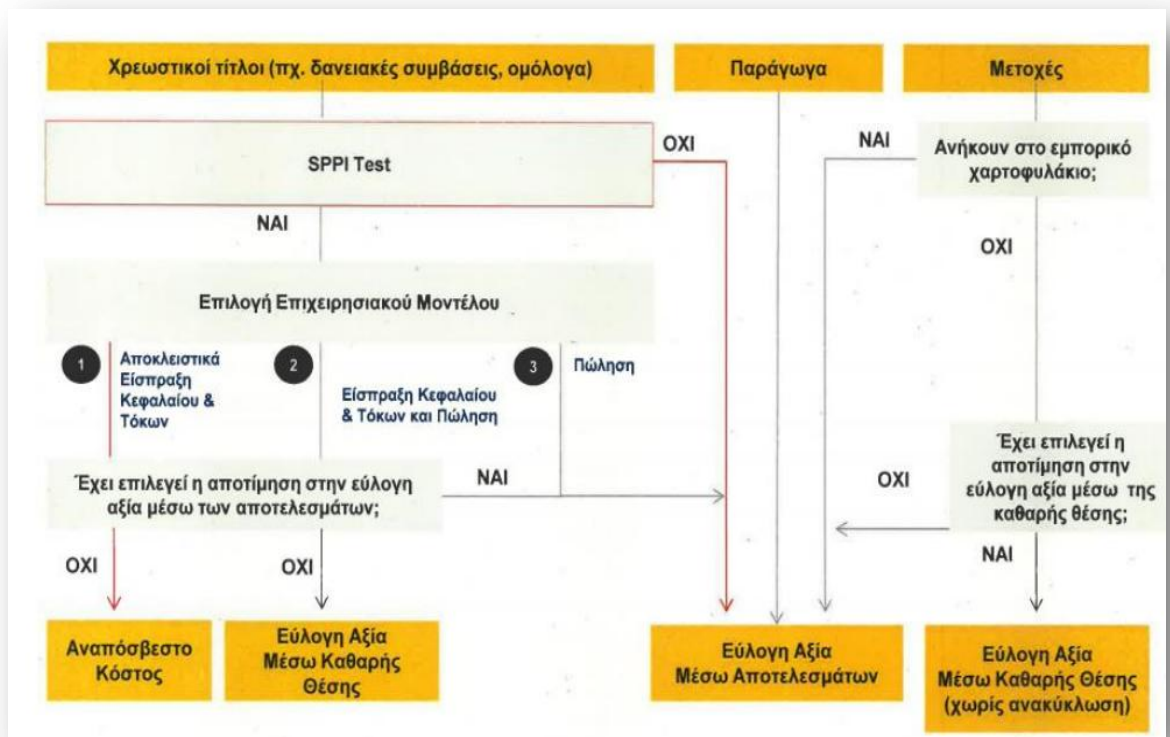 Χρεωστικοί τίτλοι (πχ. δανειακές συμβάσεις, ομόλογα)
Παράγωγα
Μετοχές
SPPI Test
ΟΧΙ
ΝΑΙ
Ανήκουν στο εμπορικό
χαρτοφυλάκιο;
ΝΑΙ
ΟΧΙ
Επιλογή Επιχειρησιακού Μοντέλου
1
Αποκλειστικά
Είσπραξη
Κεφαλαίου &
Τόκων
2
Είσπραξη Κεφαλαίου
& Τόκων και Πώληση
3
Πώληση
Έχει επιλεγεί η αποτίμηση στην εύλογη
αξία μέσω των αποτελεσμάτων;
ΝΑΙ
ΟΧΙ
Έχει επιλεγεί η
αποτίμηση στην
εύλογη αξία μέσω της
καθαρής θέσης;
ΟΧΙ
ΟΧΙ
ΝΑΙ
Αναπόσβεστο
Κόστος
Εύλογη Αξία
Μέσω Καθαρής
Θέσης
Εύλογη Αξία
Μέσω Αποτελεσμάτων
Εύλογη Αξία
Μέσω Καθαρής Θέσης
(χωρίς ανακύκλωση)